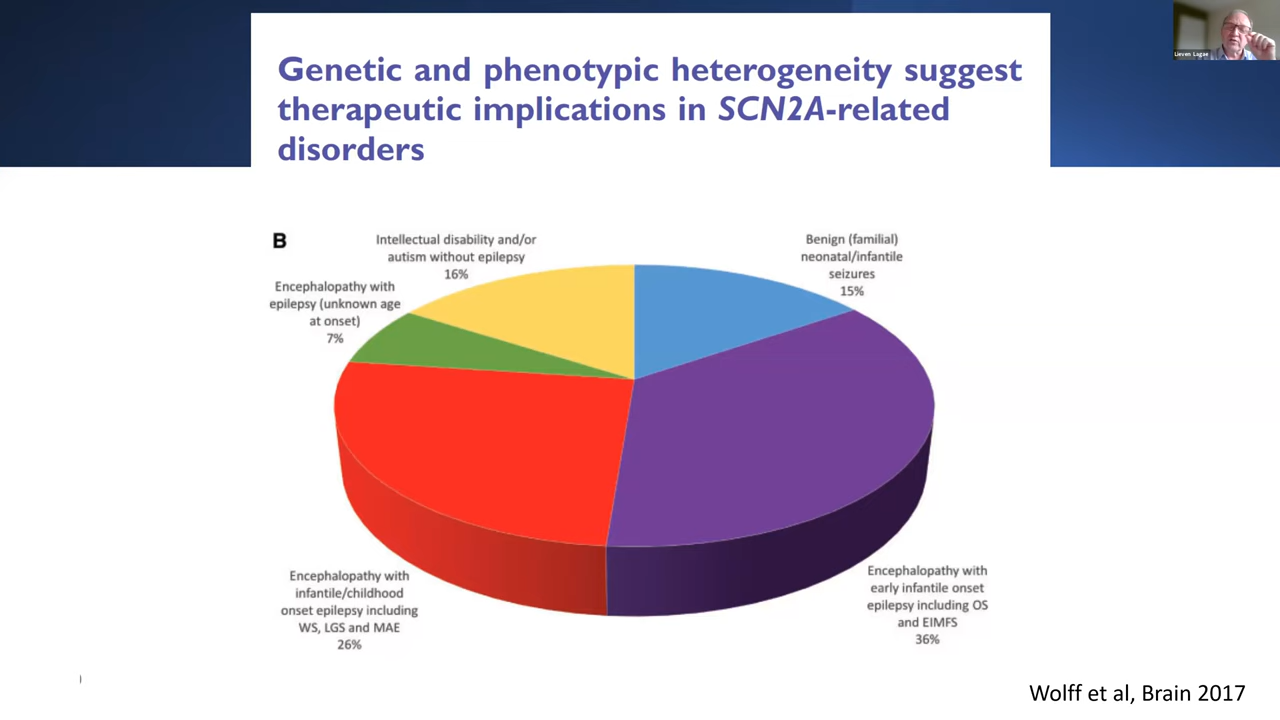 Lieven Lagae
Genetic and phenotypic heterogeneity suggest
therapeutic implications in SCN2A-related
disorders
B
Intellectual disability and/or
autism without epilepsy
16%
Benign (familial)
neonatal/infantile
seizures
15%
Encephalopathy with
epilepsy (unknown age
at onset)
7%
Encephalopathy with
infantile/childhood
onset epilepsy including
WS, LGS and MAE
26%
Encephalopathy with
early infantile onset
epilepsy including OS
and EIMFS
36%
Wolff et al, Brain 2017